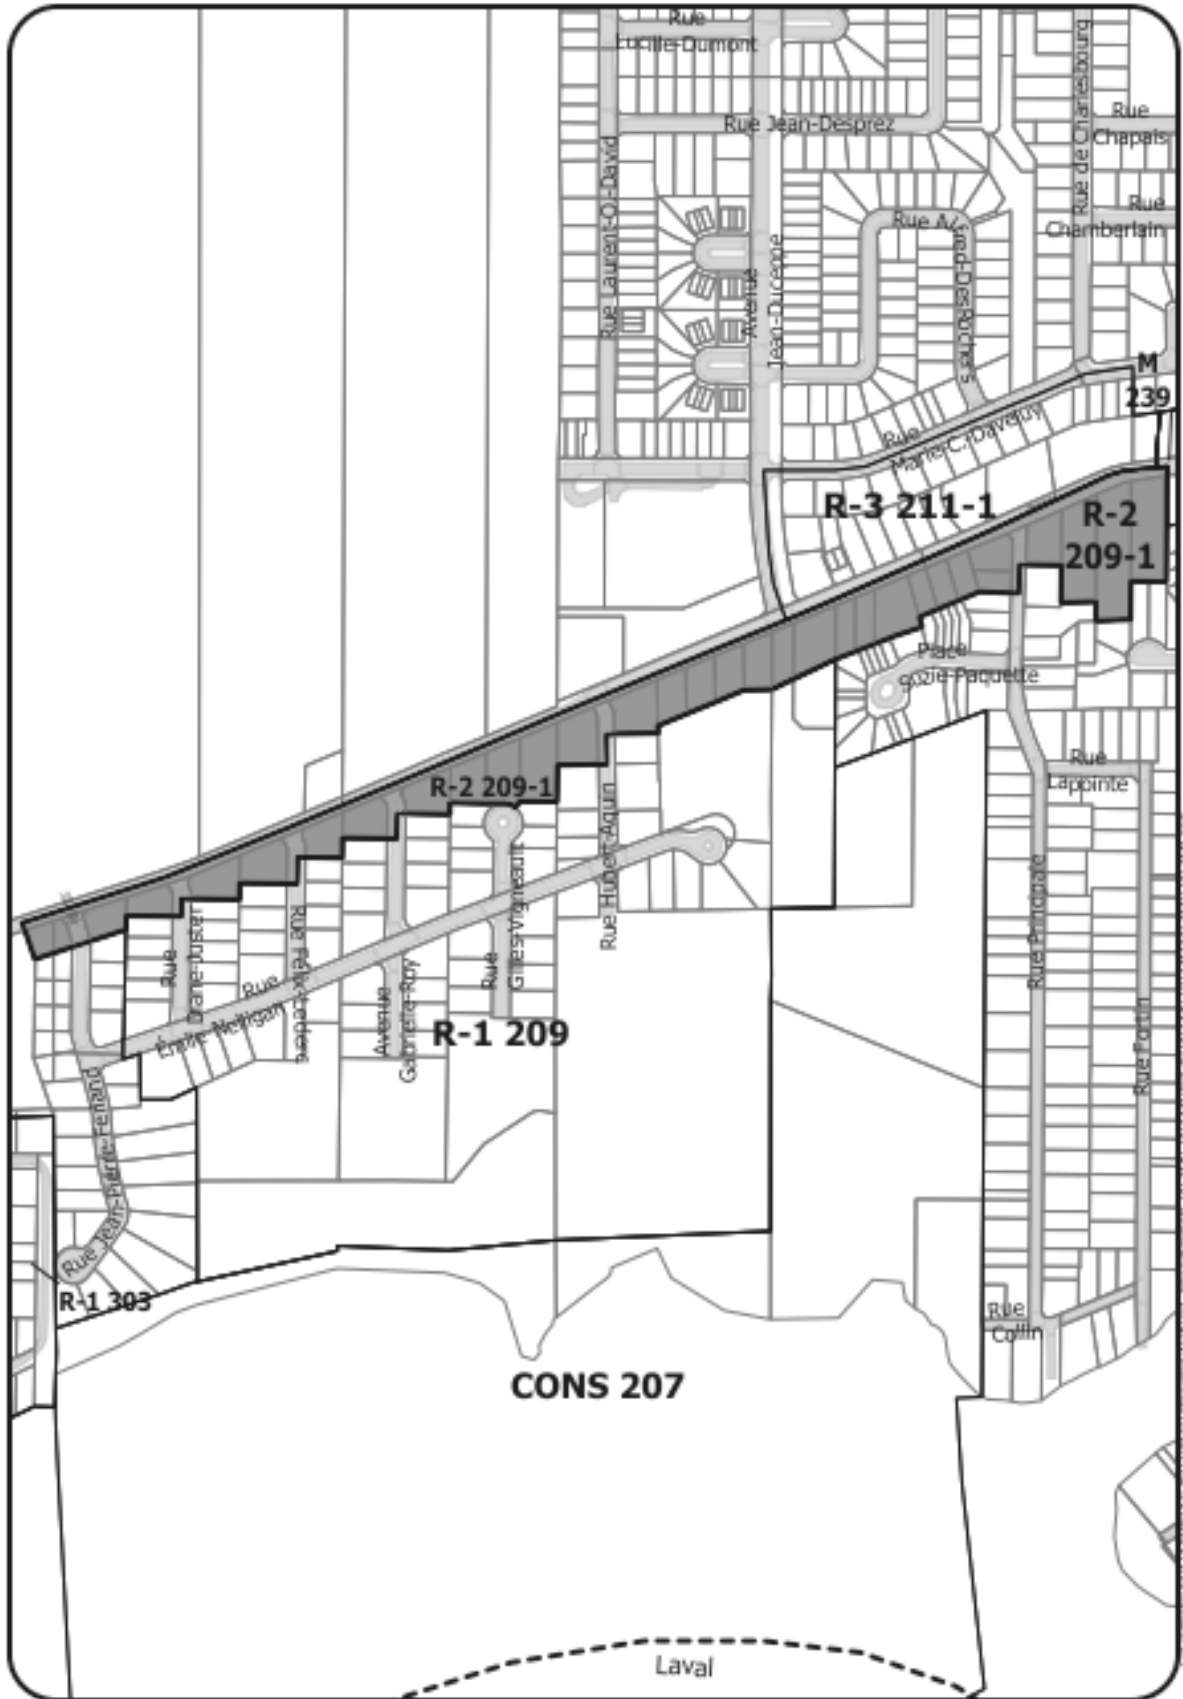 Rue
Lucille-Dumont
Rue Jean-Desprez
Rue de Charlesbourg
Rue
Chapais
Rue
Chamberlain
Rue Laurent-O.-David
Avenue
Jean-Duceppe
Rue Alfred-DesRochers
M
239
Rue
Marie-C.-Daveluy
R-3 211-1
R-2
209-1
Place
Suzie-Paquette
Rue
Lapointe
R-2 209-1
Rue Hubert-Aquin
Rue
Gilles-Vigneault
Rue Principale
Rue Fortin
Rue
Diane-Juster
Rue Félix-Leclerc
Rue
Émile Nelligan
Avenue
Gabrielle-Roy
R-1 209
Rue Jean-Pierre-Ferland
R-1 303
Rue
Collin
CONS 207
Laval